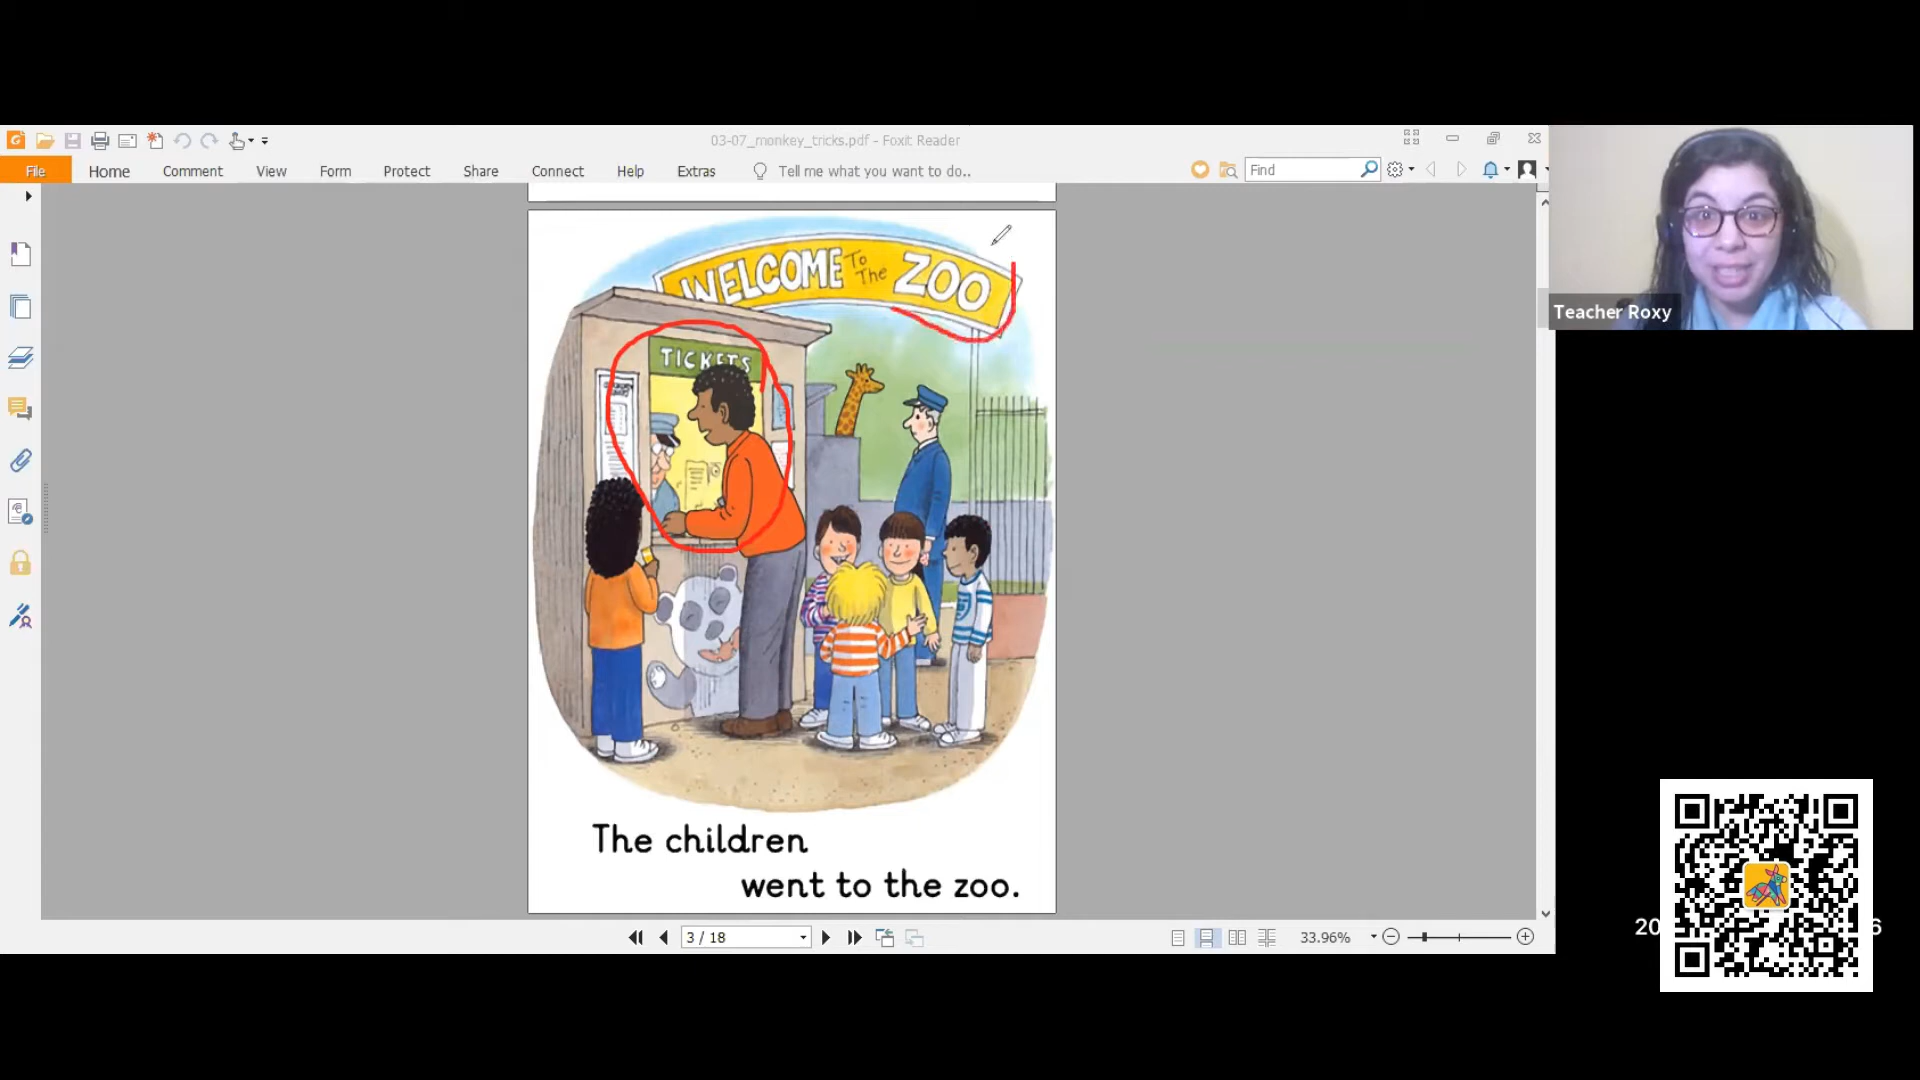 03-07_monkey_tricks.pdf - Foxit Reader
File Home Comment View Form Protect Share Connect Help Extras Tell me what you want to do.. Find
WELCOME To The ZOO
TICKETS
Teacher Roxy
The children
went to the zoo.
3 / 18
33.96%
20
6